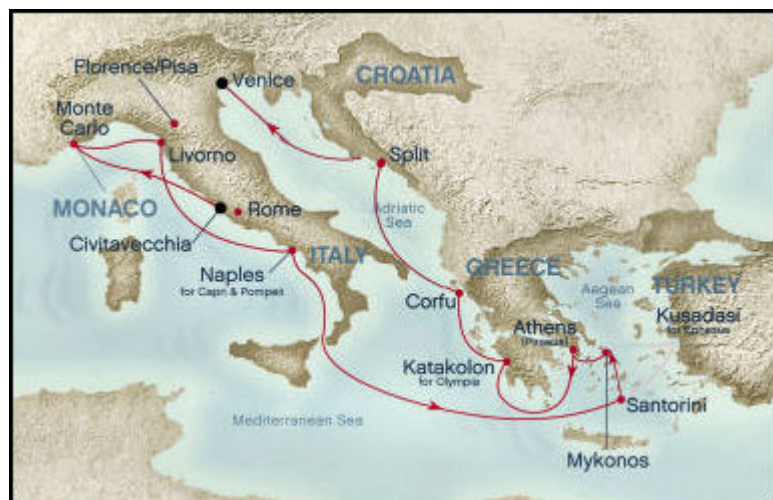 Florence/Pisa
Venice
CROATIA
Monte
Carlo
Livorno
Split
MONACO
Rome
Adriatic
Sea
Civitavecchia
ITALY
Naples
for Capri & Pompeii
GREECE
Aegean
Sea
TURKEY
Kusadasi
for Ephesus
Corfu
Athens
(Piraeus)
Katakolon
for Olympia
Santorini
Mediterranean Sea
Mykonos